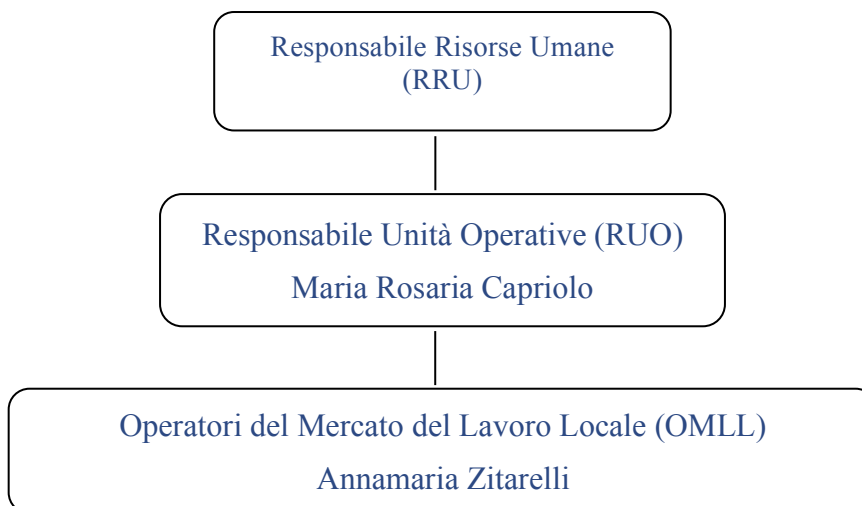 Responsabile Risorse Umane
(RRU)
Responsabile Unità Operative (RUO)
Maria Rosaria Capriolo
Operatori del Mercato del Lavoro Locale (OMLL)
Annamaria Zitarelli